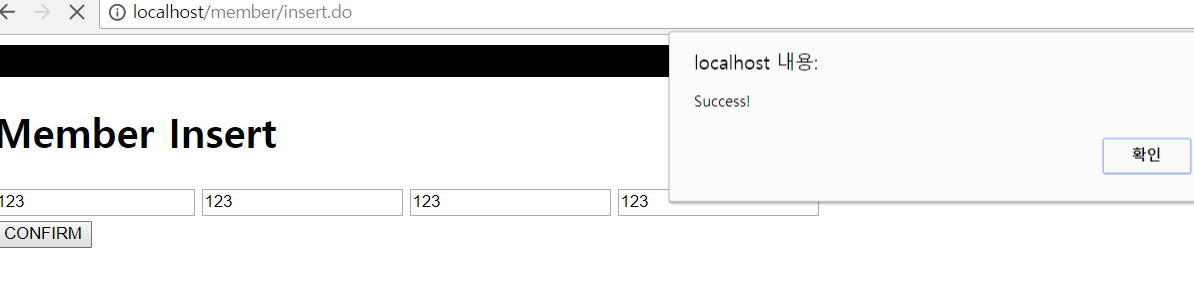 localhost/member/insert.do
localhost 내용:
Success!
확인
Member Insert
123 123 123 123
CONFIRM